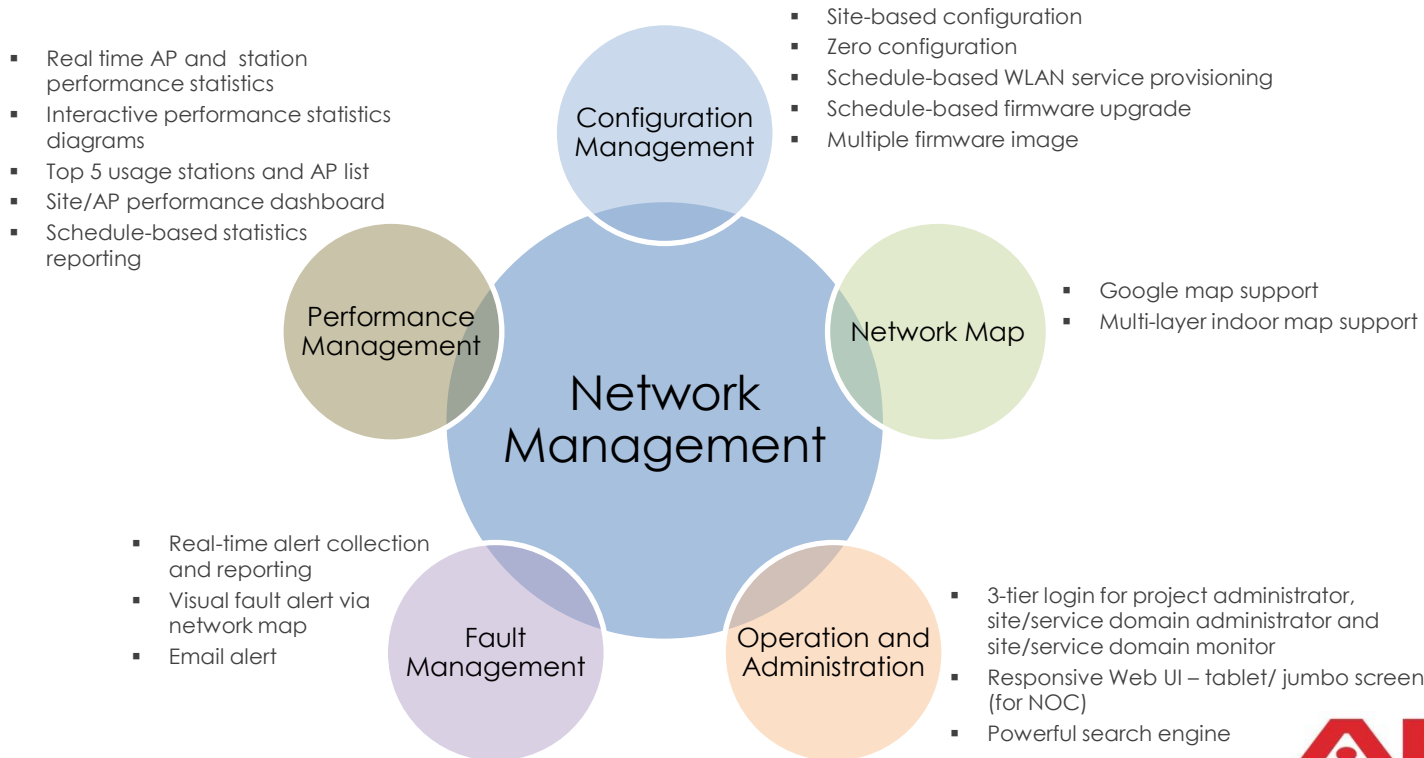 Site-based configuration
Zero configuration
Schedule-based WLAN service provisioning
Schedule-based firmware upgrade
Multiple firmware image
Real time AP and station
performance statistics
Interactive performance statistics
diagrams
Top 5 usage stations and AP list
Site/AP performance dashboard
Schedule-based statistics
reporting
Configuration
Management
Performance
Management
Network Map
Google map support
Multi-layer indoor map support
Network
Management
Real-time alert collection
and reporting
Visual fault alert via
network map
Email alert
Fault
Management
Operation and
Administration
3-tier login for project administrator,
site/service domain administrator and
site/service domain monitor
Responsive Web UI – tablet/ jumbo screen
(for NOC)
Powerful search engine